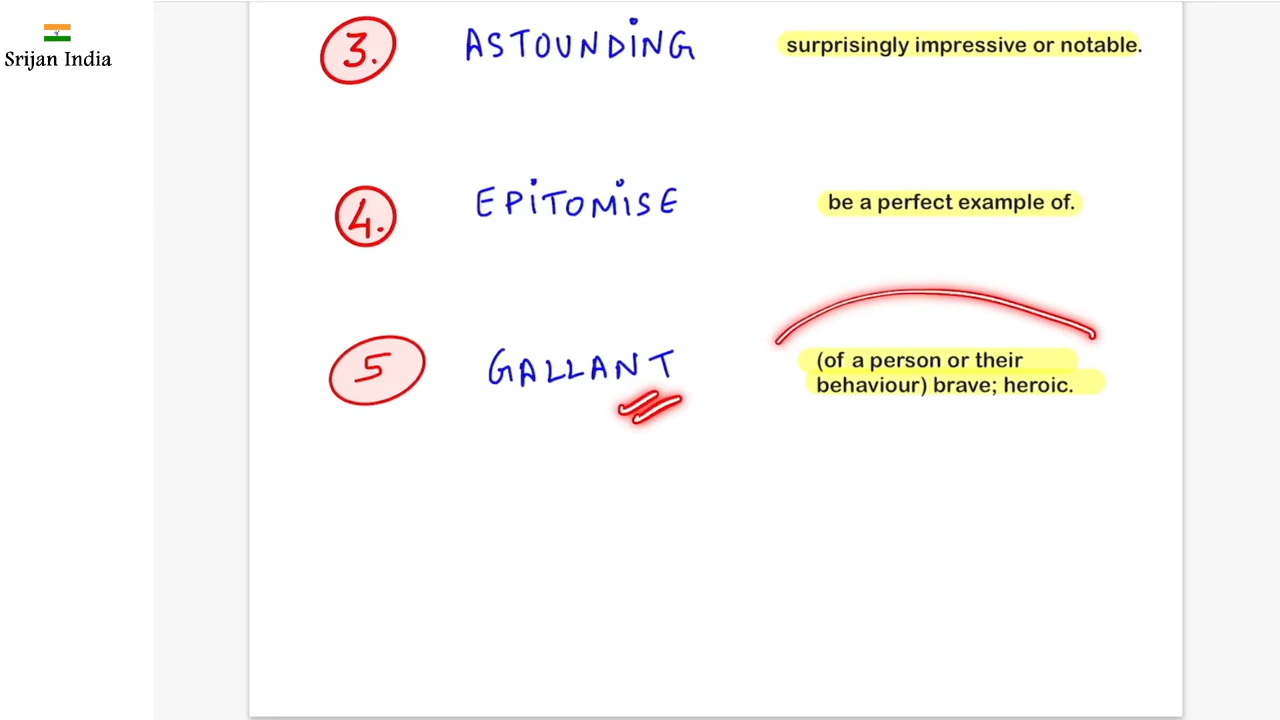 Srijan India
3. ASTOUNDING surprisingly impressive or notable.
4. EPITOMISE be a perfect example of.
5 GALLANT (of a person or their
behaviour) brave; heroic.